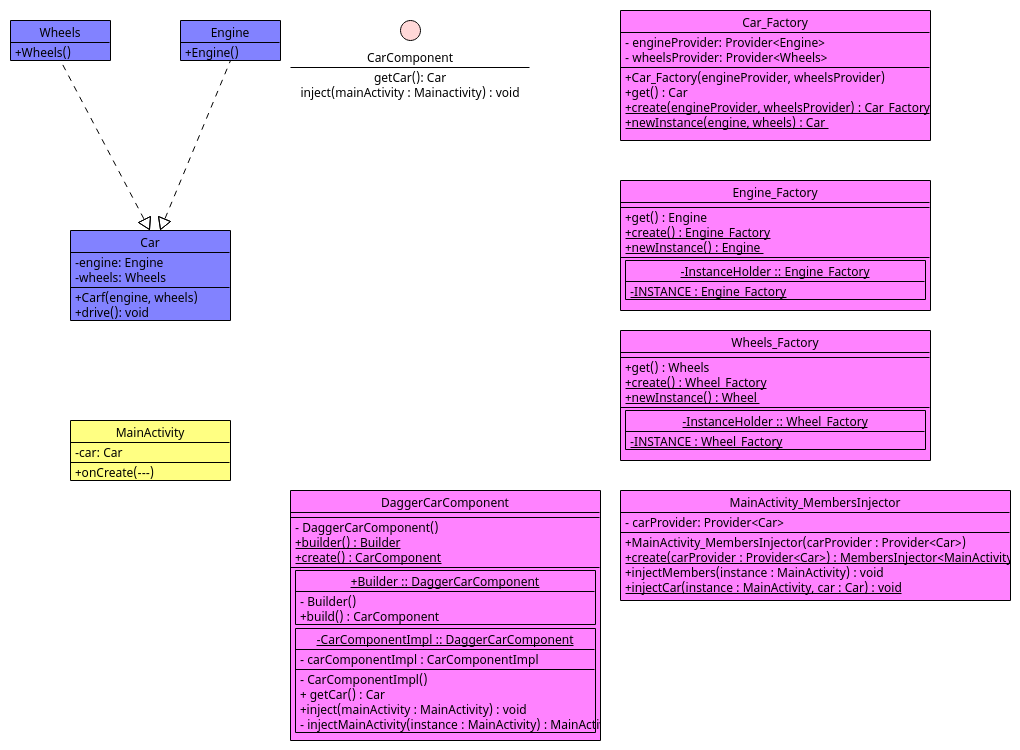 Wheels
+Wheels()
Engine
+Engine()
CarComponent
getCar(): Car
inject(mainActivity : Mainactivity) : void
Car_Factory
- engineProvider: Provider<Engine>
- wheelsProvider: Provider<Wheels>
+Car_Factory(engineProvider, wheelsProvider)
+get() : Car
+create(engineProvider, wheelsProvider) : Car_Factory
+newInstance(engine, wheels) : Car
Engine_Factory
+get() : Engine
+create() : Engine_Factory
+newInstance() : Engine
-InstanceHolder :: Engine_Factory
-INSTANCE : Engine_Factory
Car
-engine: Engine
-wheels: Wheels
+Carf(engine, wheels)
+drive(): void
Wheels_Factory
+get() : Wheels
+create() : Wheel_Factory
+newInstance() : Wheel
-InstanceHolder :: Wheel_Factory
-INSTANCE : Wheel_Factory
MainActivity
-car: Car
+onCreate(---)
DaggerCarComponent
- DaggerCarComponent()
+builder() : Builder
+create() : CarComponent
+Builder :: DaggerCarComponent
- Builder()
+build() : CarComponent
-CarComponentImpl :: DaggerCarComponent
- carComponentImpl : CarComponentImpl
- CarComponentImpl()
+ getCar() : Car
+inject(mainActivity : MainActivity) : void
- injectMainActivity(instance : MainActivity) : MainActi
MainActivity_MembersInjector
- carProvider: Provider<Car>
+MainActivity_MembersInjector(carProvider : Provider<Car>)
+create(carProvider : Provider<Car>) : MembersInjector<MainActivity
+injectMembers(instance : MainActivity) : void
+injectCar(instance : MainActivity, car : Car) : void